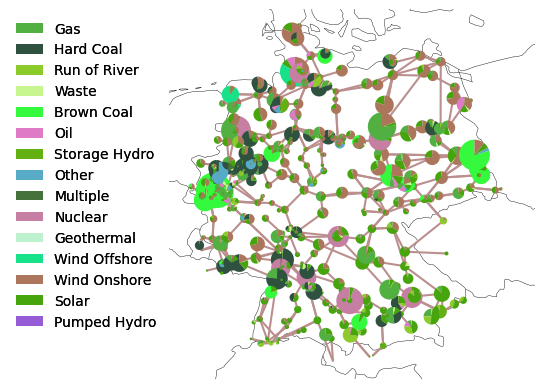 Gas
Hard Coal
Run of River
Waste
Brown Coal
Oil
Storage Hydro
Other
Multiple
Nuclear
Geothermal
Wind Offshore
Wind Onshore
Solar
Pumped Hydro